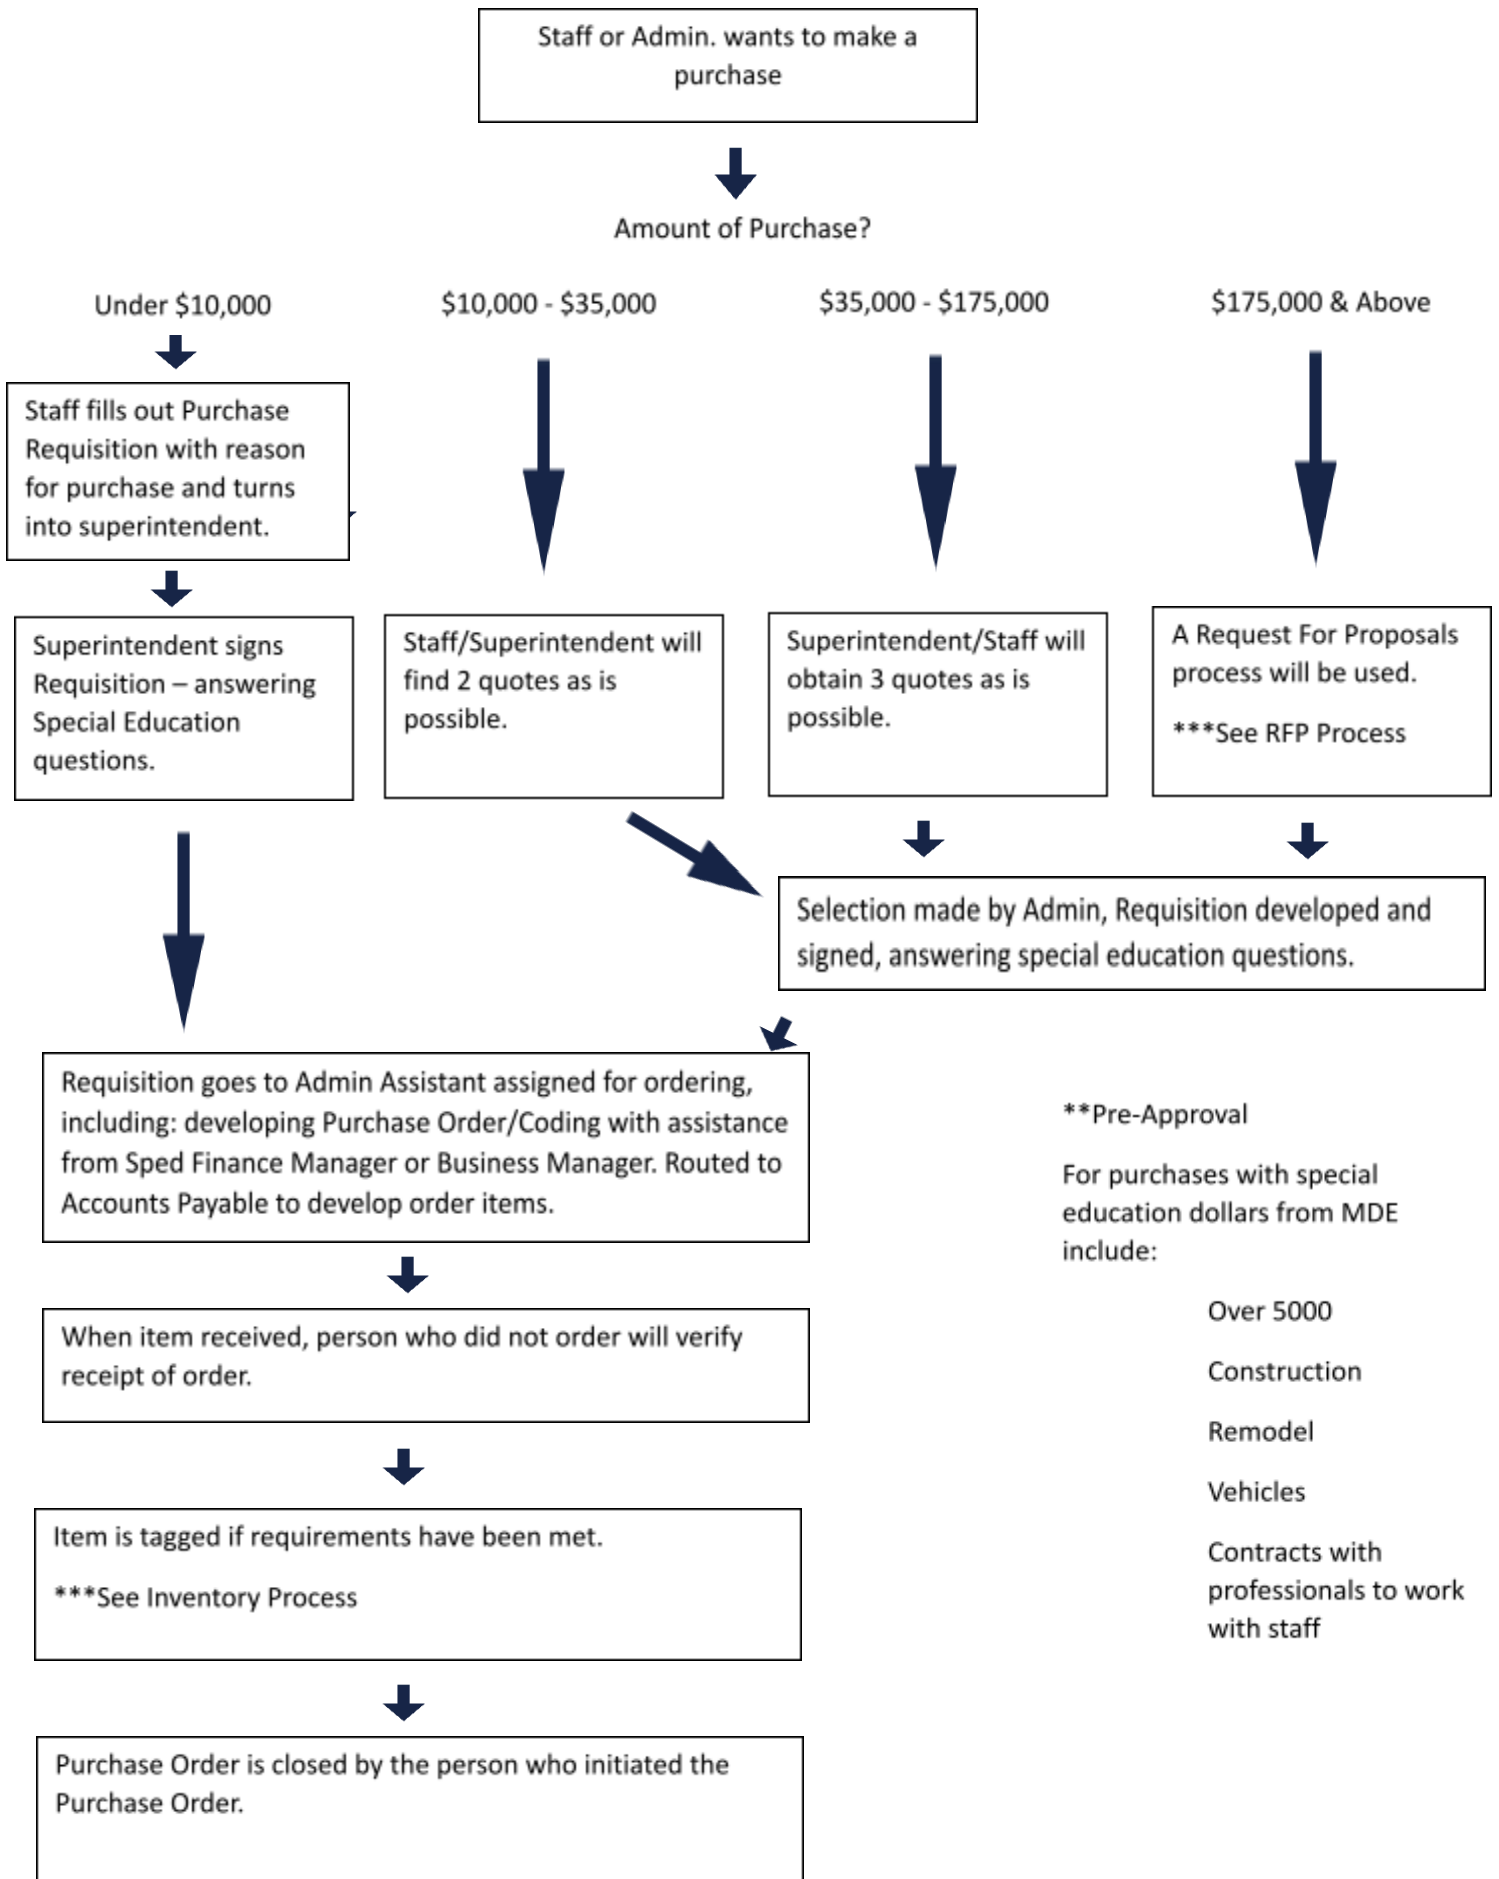 Staff or Admin. wants to make a
purchase
Amount of Purchase?
Under $10,000
$10,000 - $35,000
$35,000 - $175,000
$175,000 & Above
Staff fills out Purchase
Requisition with reason
for purchase and turns
into superintendent.
Superintendent signs
Requisition – answering
Special Education
questions.
Staff/Superintendent will
find 2 quotes as is
possible.
Superintendent/Staff will
obtain 3 quotes as is
possible.
A Request For Proposals
process will be used.
***See RFP Process
Selection made by Admin, Requisition developed and
signed, answering special education questions.
Requisition goes to Admin Assistant assigned for ordering,
including: developing Purchase Order/Coding with assistance
from Sped Finance Manager or Business Manager. Routed to
Accounts Payable to develop order items.
When item received, person who did not order will verify
receipt of order.
Item is tagged if requirements have been met.
***See Inventory Process
Purchase Order is closed by the person who initiated the
Purchase Order.
**Pre-Approval
For purchases with special
education dollars from MDE
include:
Over 5000
Construction
Remodel
Vehicles
Contracts with
professionals to work
with staff